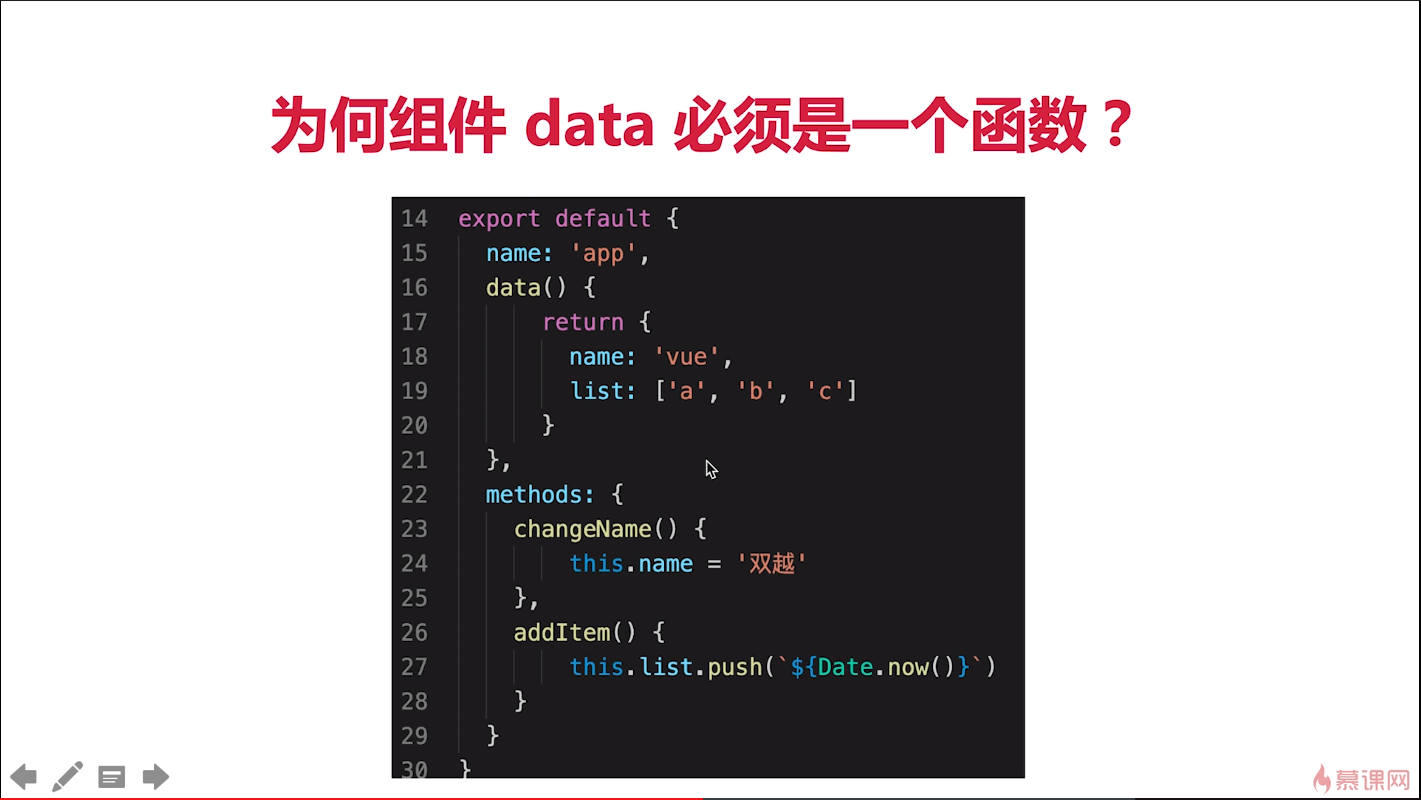 为何组件 data 必须是一个函数？
14 export default {
15 name: 'app',
16 data() {
17 return {
18 name: 'vue',
19 list: ['a', 'b', 'c']
20 }
21 },
22 methods: {
23 changeName() {
24 this.name = '双越'
25 },
26 addItem() {
27 this.list.push(`${Date.now()}`)
28 }
29 }
30 }
慕课网